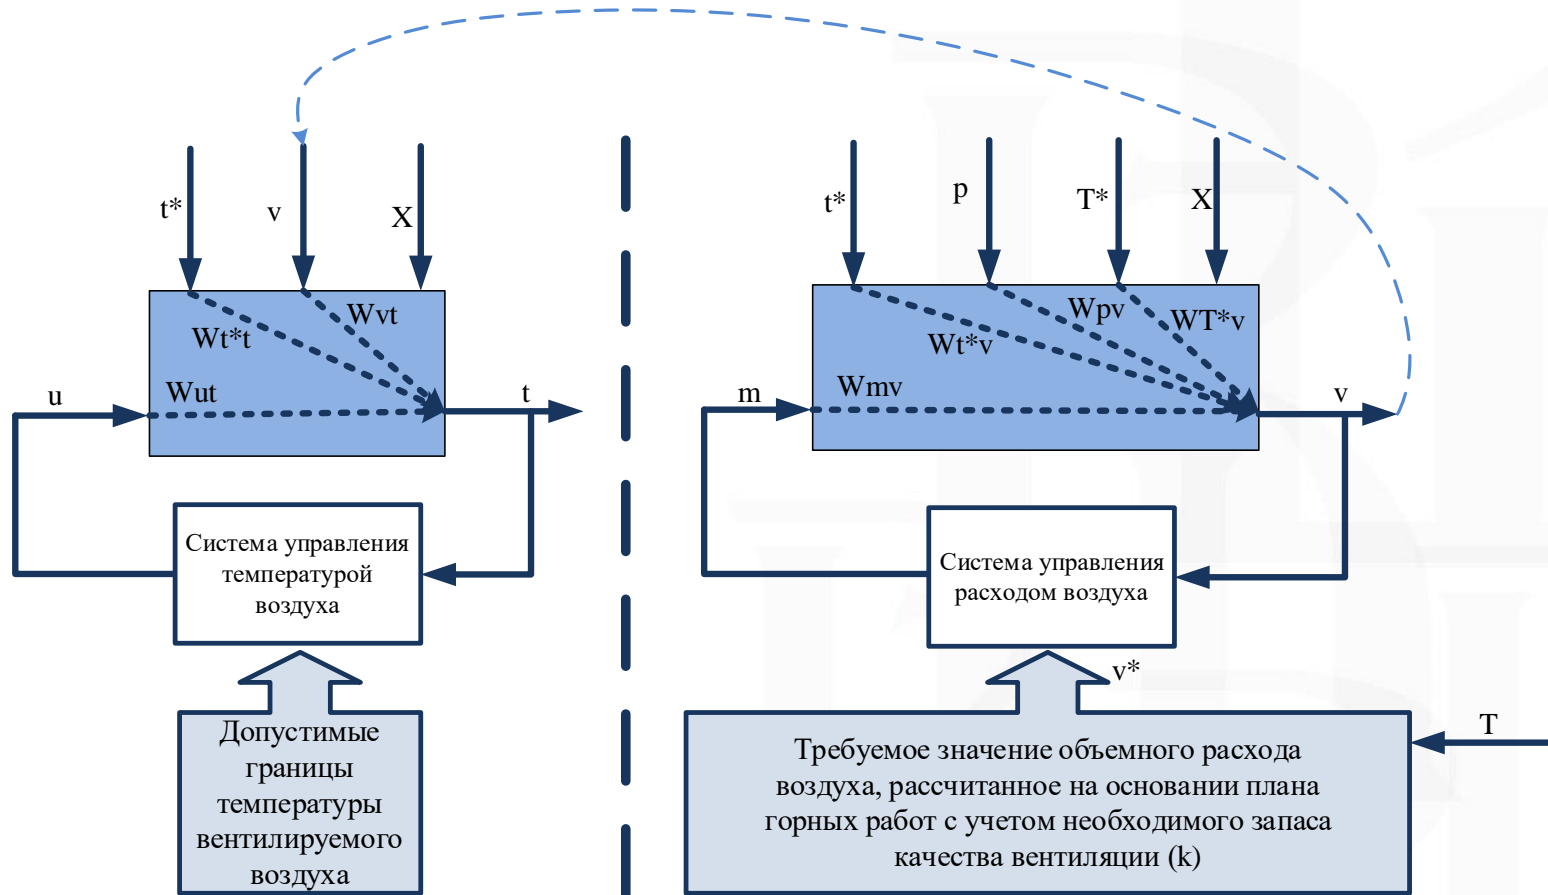 t*
v
X
Wvt
Wt*t
Wut
u
t
Система управления
температурой
воздуха
Допустимые
границы
температуры
вентилируемого
воздуха
t*
p
T*
X
Wpv
WT*v
Wt*v
Wmv
m
v
Система управления
расходом воздуха
v*
T
Требуемое значение объемного расхода
воздуха, рассчитанное на основании плана
горных работ с учетом необходимого запаса
качества вентиляции (k)